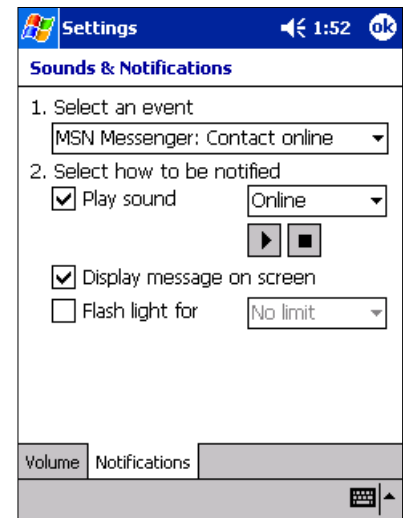 Settings 1:52 ok
Sounds & Notifications
1. Select an event
MSN Messenger: Contact online
2. Select how to be notified
Play sound Online
Display message on screen
Flash light for No limit
Volume Notifications